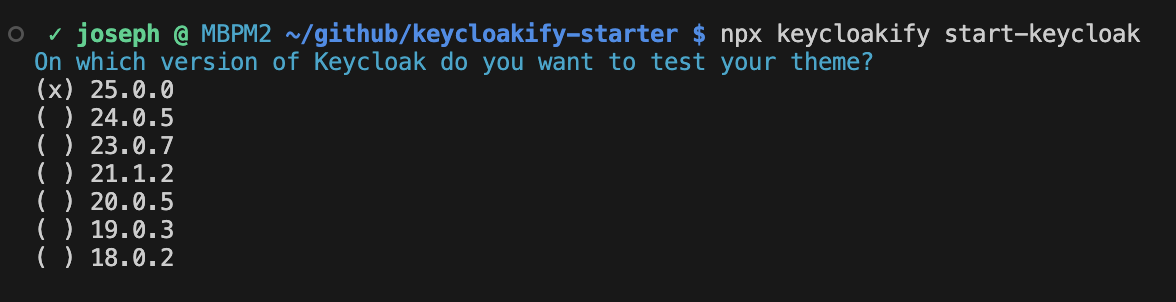 ✓ joseph @ MBPM2 ~/github/keycloakify-starter $ npx keycloakify start-keycloak
On which version of Keycloak do you want to test your theme?
(x) 25.0.0
( ) 24.0.5
( ) 23.0.7
( ) 21.1.2
( ) 20.0.5
( ) 19.0.3
( ) 18.0.2